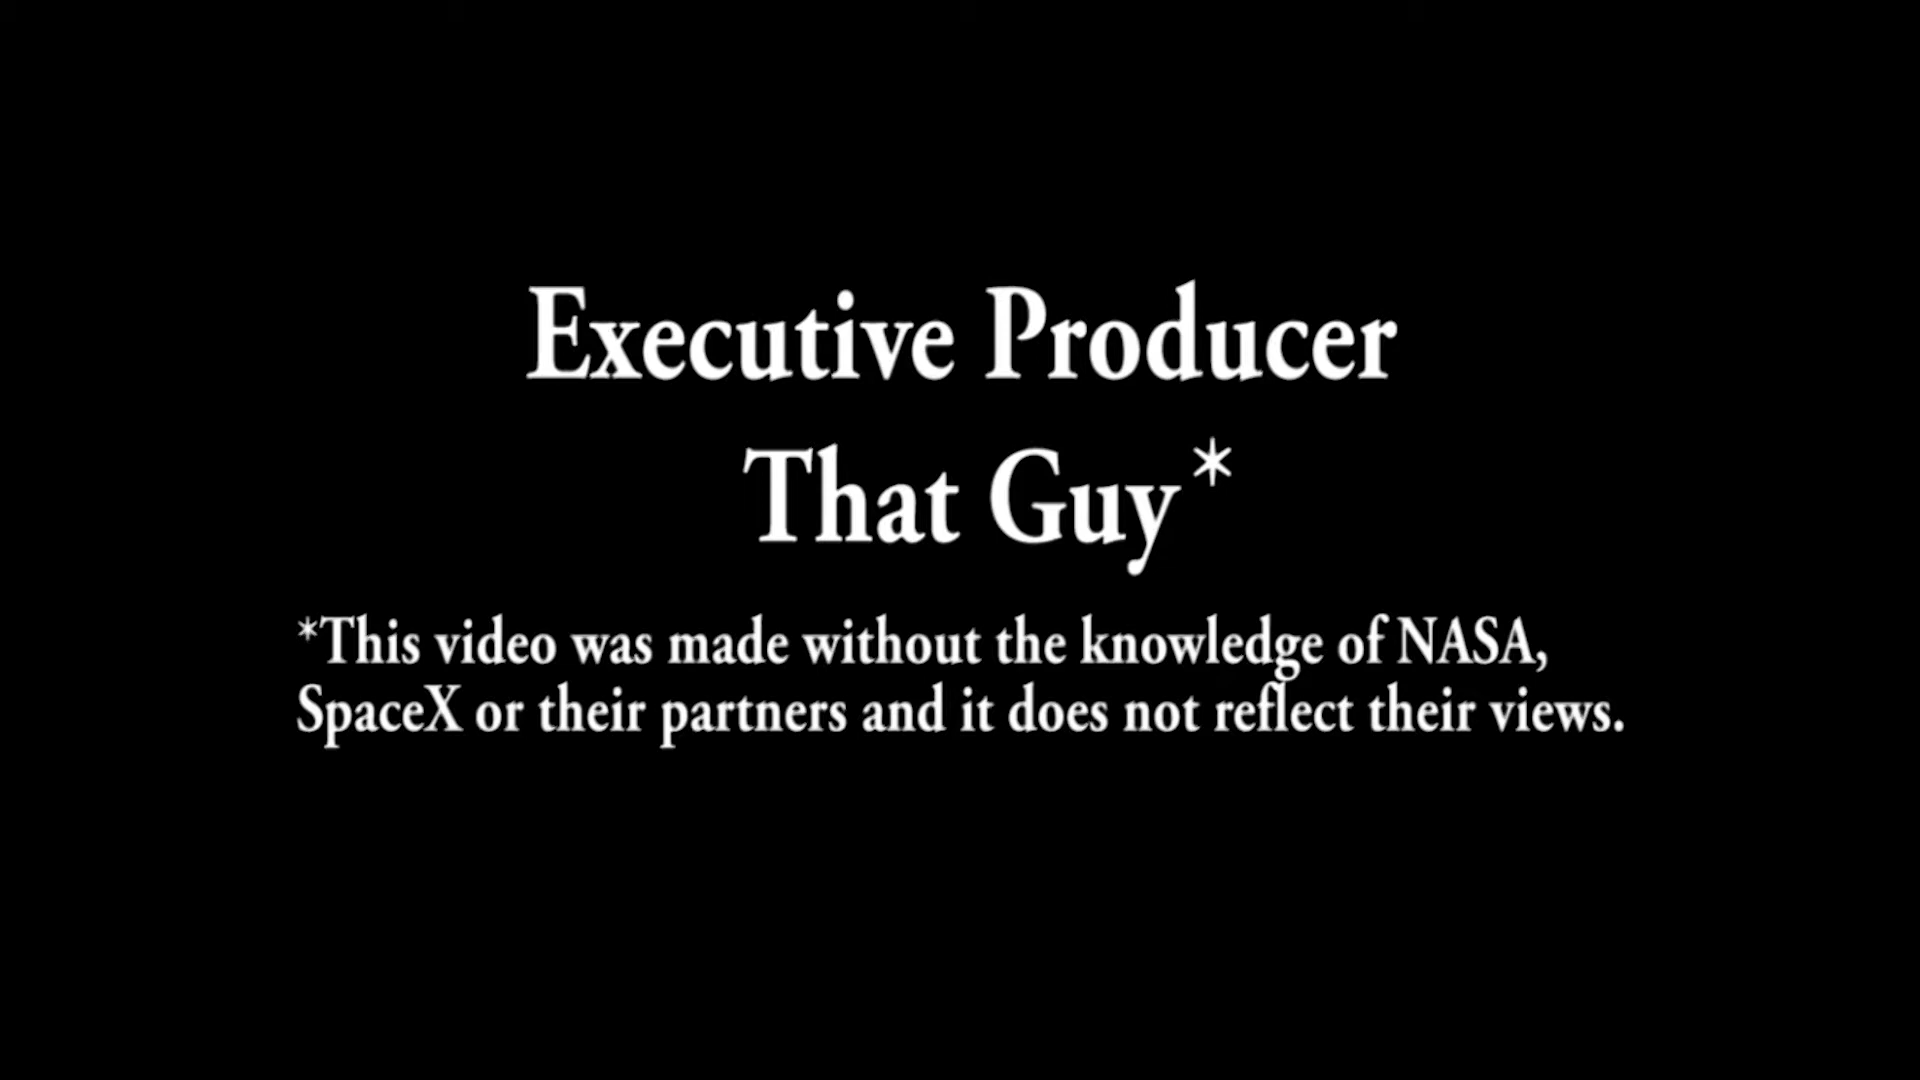 Executive Producer
That Guy*
*This video was made without the knowledge of NASA,
SpaceX or their partners and it does not reflect their views.